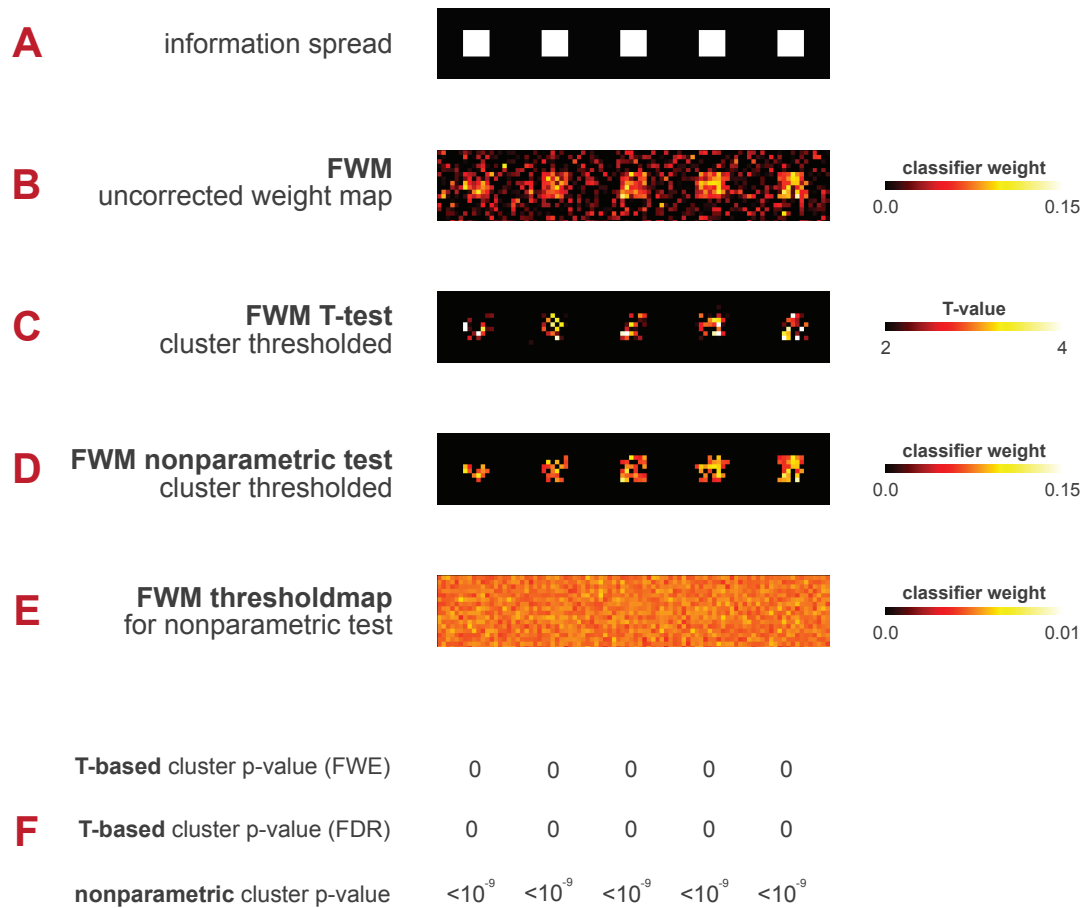 A
information spread
B
FWM
uncorrected weight map
classifier weight
0.0 0.15
C
FWM T-test
cluster thresholded
T-value
2 4
D
FWM nonparametric test
cluster thresholded
classifier weight
0.0 0.15
E
FWM thresholdmap
for nonparametric test
classifier weight
0.0 0.01
F
T-based cluster p-value (FWE) 0 0 0 0 0
T-based cluster p-value (FDR) 0 0 0 0 0
nonparametric cluster p-value <10⁻⁹ <10⁻⁹ <10⁻⁹ <10⁻⁹ <10⁻⁹